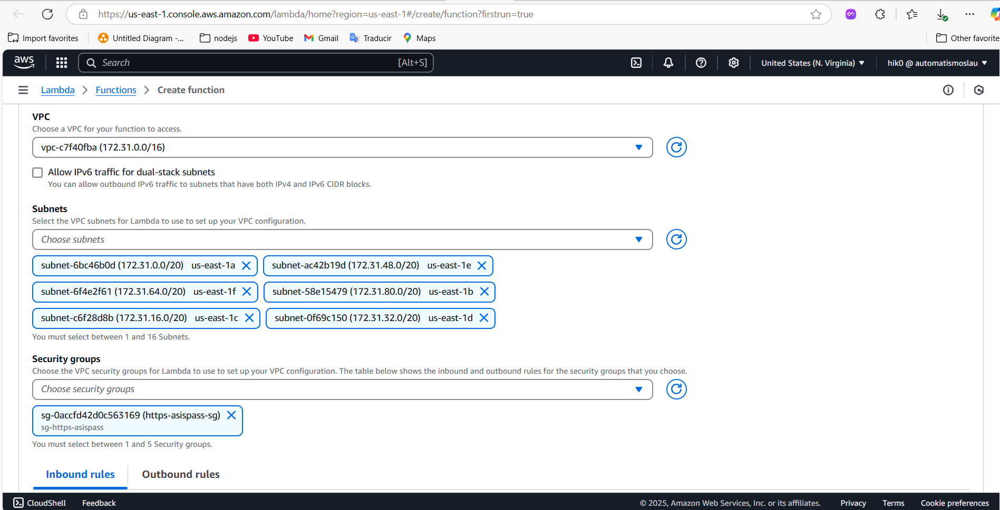 https://us-east-1.console.aws.amazon.com/lambda/home?region=us-east-1#/create/function?firstrun=true
Import favorites Untitled Diagram -... nodejs YouTube Gmail Traducir Maps Other favorite
aws Search [Alt+S] United States (N. Virginia) hik0 @ automatismoslau
Lambda Functions Create function
VPC
Choose a VPC for your function to access.
vpc-c7f40fba (172.31.0.0/16)
Allow IPv6 traffic for dual-stack subnets
You can allow outbound IPv6 traffic to subnets that have both IPv4 and IPv6 CIDR blocks.
Subnets
Select the VPC subnets for Lambda to use to set up your VPC configuration.
Choose subnets
subnet-6bc46b0d (172.31.0.0/20) us-east-1a subnet-ac42b19d (172.31.48.0/20) us-east-1e
subnet-6f4e2f61 (172.31.64.0/20) us-east-1f subnet-58e15479 (172.31.80.0/20) us-east-1b
subnet-c6f28d8b (172.31.16.0/20) us-east-1c subnet-0f69c150 (172.31.32.0/20) us-east-1d
You must select between 1 and 16 Subnets.
Security groups
Choose the VPC security groups for Lambda to use to set up your VPC configuration. The table below shows the inbound and outbound rules for the security groups that you choose.
Choose security groups
sg-0accfd42d0c563169 (https-asispass-sg)
sg-https-asispass
You must select between 1 and 5 Security groups.
Inbound rules Outbound rules
CloudShell Feedback © 2025, Amazon Web Services, Inc. or its affiliates. Privacy Terms Cookie preferences